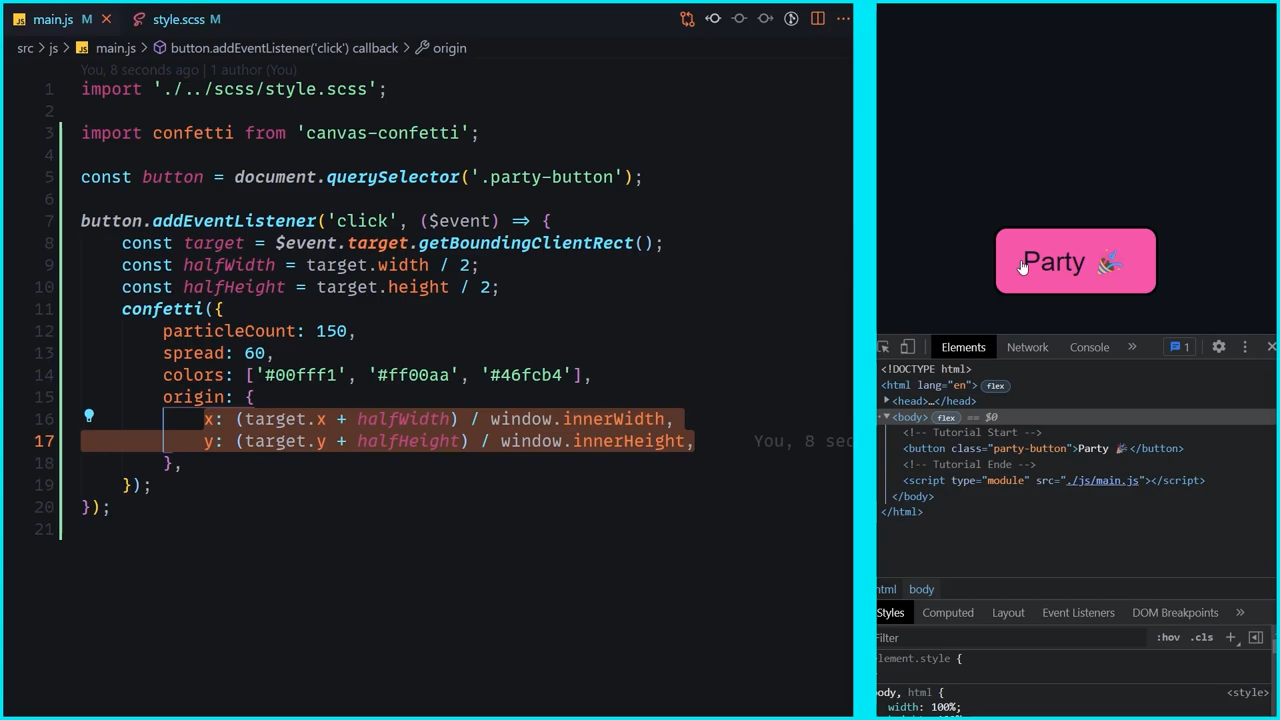 main.js M
style.scss M
src > js > main.js > button.addEventListener('click') callback > origin
You, 8 seconds ago | 1 author (You)
1 import './../scss/style.scss';
2
3 import confetti from 'canvas-confetti';
4
5 const button = document.querySelector('.party-button');
6
7 button.addEventListener('click', ($event) => {
8 const target = $event.target.getBoundingClientRect();
9 const halfWidth = target.width / 2;
10 const halfHeight = target.height / 2;
11 confetti({
12 particleCount: 150,
13 spread: 60,
14 colors: ['#00fff1', '#ff00aa', '#46fcb4'],
15 origin: {
16 x: (target.x + halfWidth) / window.innerWidth,
17 y: (target.y + halfHeight) / window.innerHeight, You, 8 sec
18 },
19 });
20 });
21
Party 🎉
Elements Network Console » 1
<!DOCTYPE html>
<html lang="en"> flex
<head>…</head>
<body> flex == $0
<!-- Tutorial Start -->
<button class="party-button">Party 🎉</button>
<!-- Tutorial Ende -->
<script type="module" src="./js/main.js"></script>
</body>
</html>
html body
Styles Computed Layout Event Listeners DOM Breakpoints »
Filter :hov .cls +
element.style {
body, html { <style>
width: 100%;